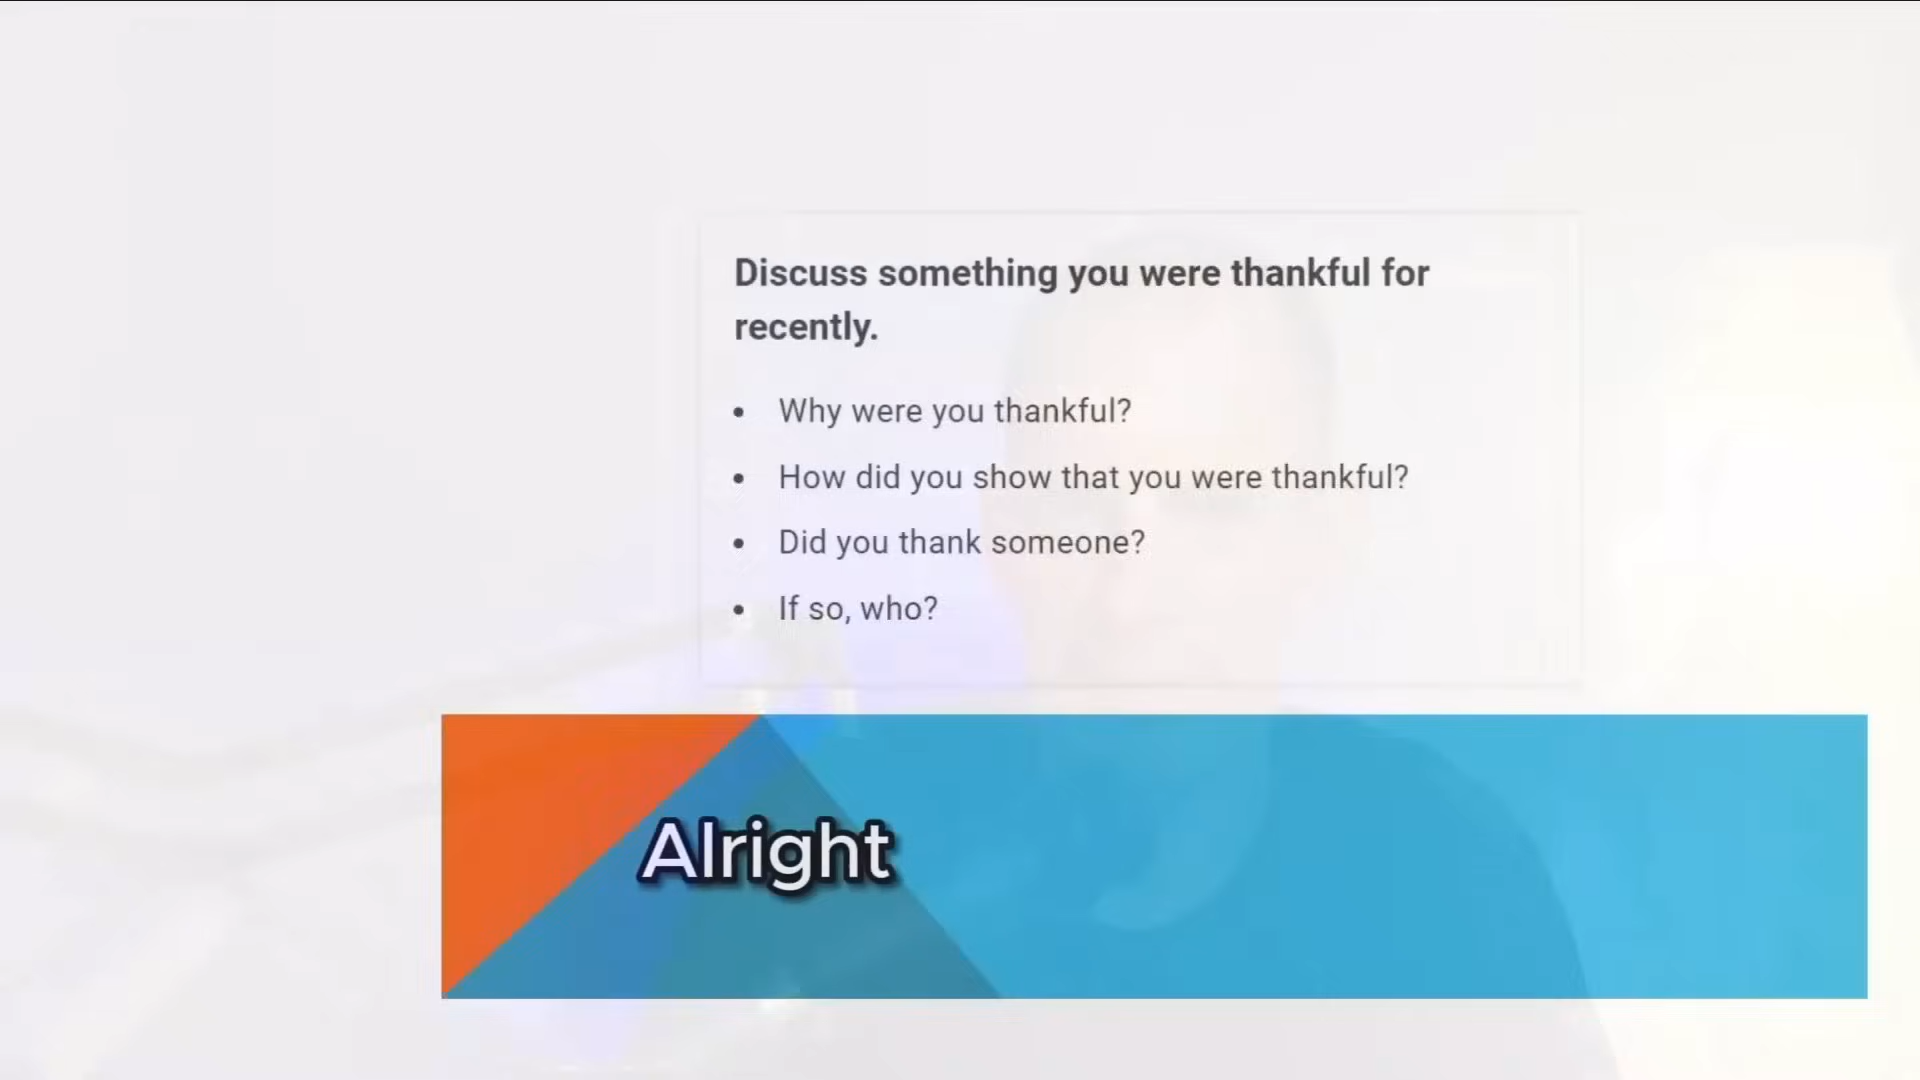 Discuss something you were thankful for
recently.
• Why were you thankful?
• How did you show that you were thankful?
• Did you thank someone?
• If so, who?
Alright